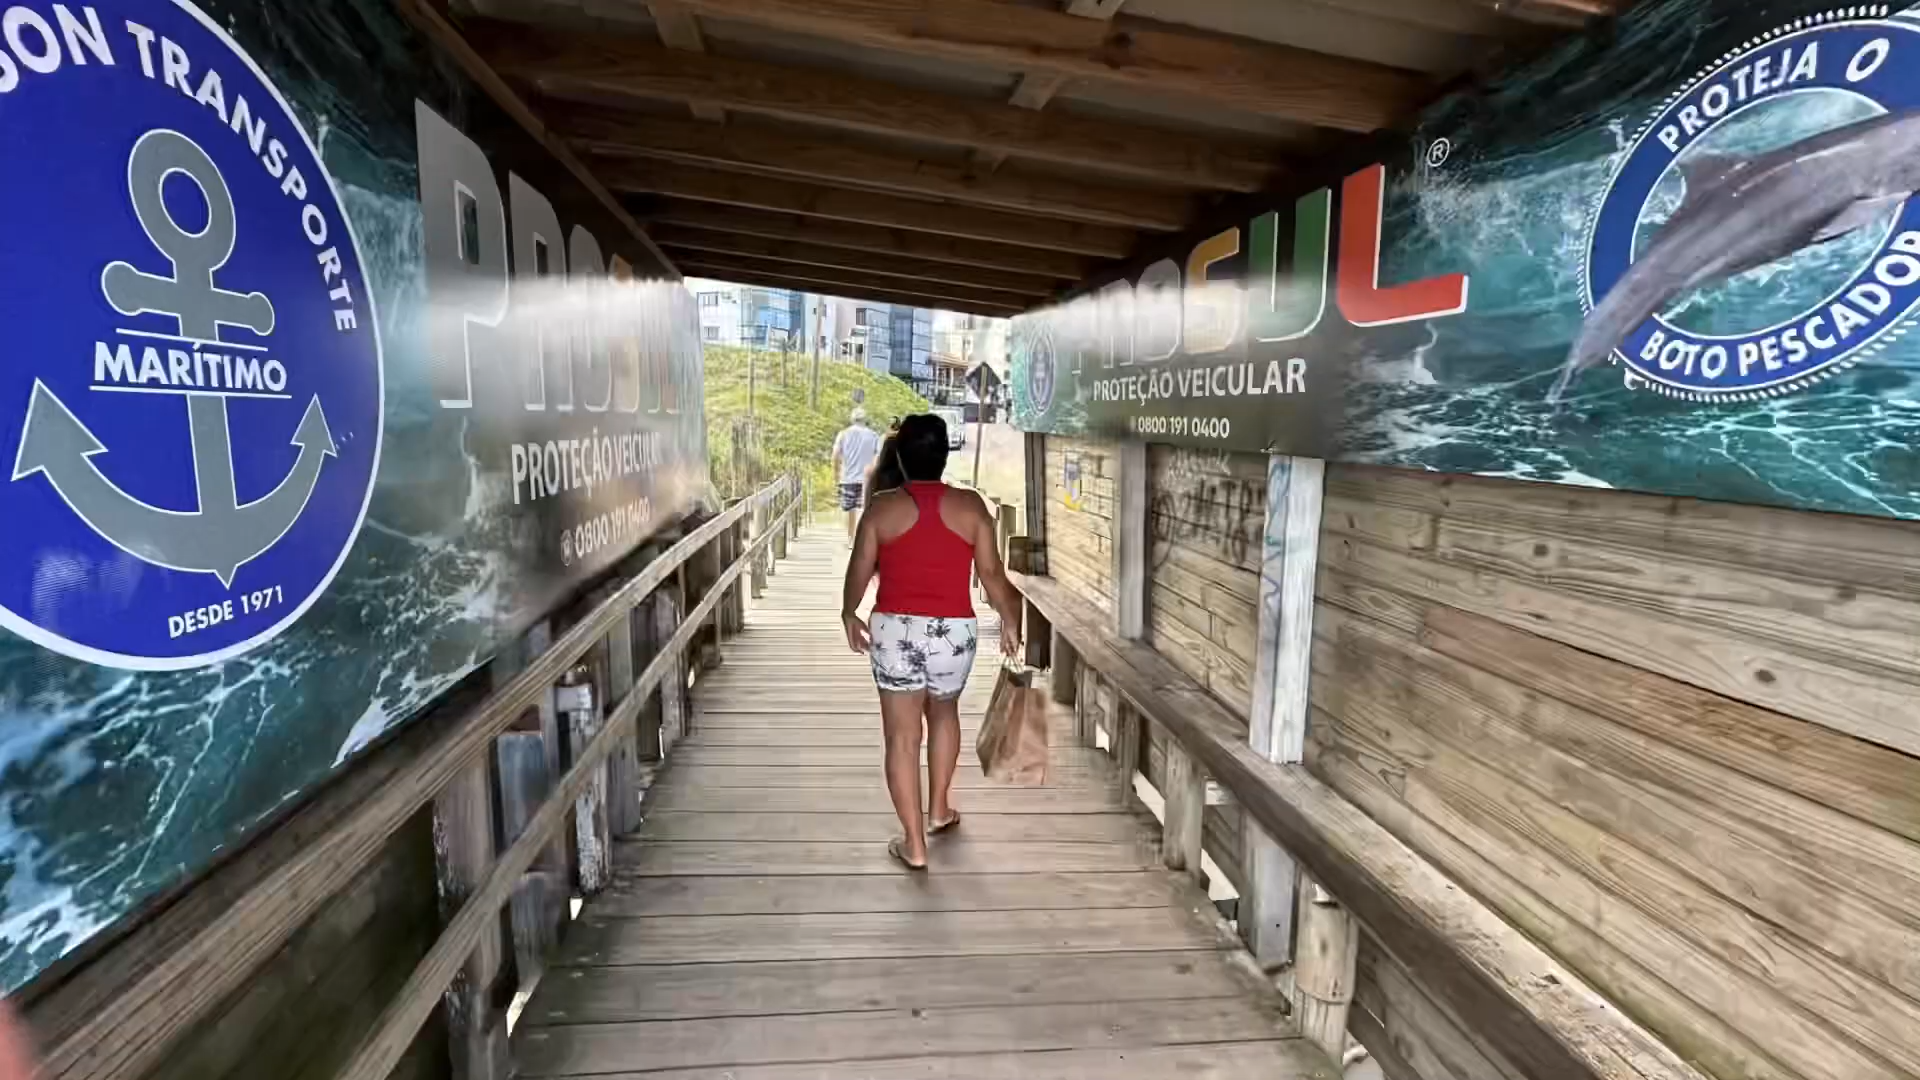 SON TRANSPORTE
MARÍTIMO
DESDE 1971
PROSUL
PROTEÇÃO VEICULAR
0800 191 0400
PROSUL®
PROTEÇÃO VEICULAR
0800 191 0400
PROTEJA O
BOTO PESCADOR